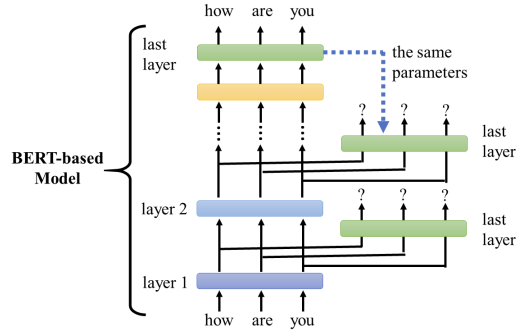 how are you
last
layer
the same
parameters
? ? ?
last
layer
BERT-based
Model
layer 2
? ? ?
last
layer
layer 1
how are you